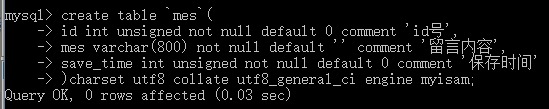 mysql> create table `mes`(
-> id int unsigned not null default 0 comment 'id号',
-> mes varchar(800) not null default '' comment '留言内容',
-> save_time int unsigned not null default 0 comment '保存时间'
-> )charset utf8 collate utf8_general_ci engine myisam;
Query OK, 0 rows affected (0.03 sec)